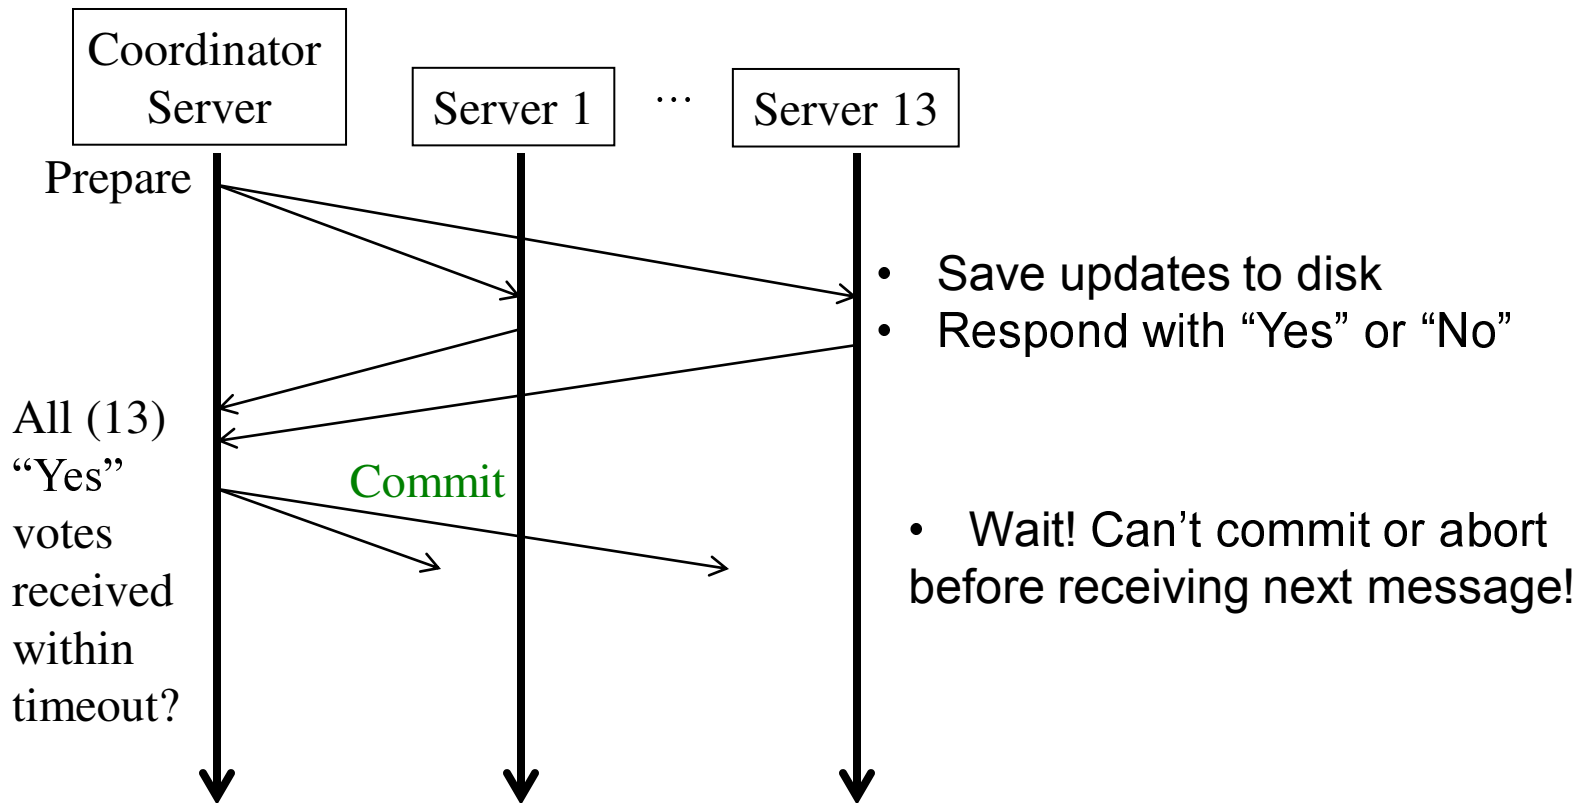 Coordinator
Server
Server 1
…
Server 13
Prepare
• Save updates to disk
• Respond with “Yes” or “No”
All (13)
“Yes”
votes
received
within
timeout?
Commit
• Wait! Can’t commit or abort
before receiving next message!